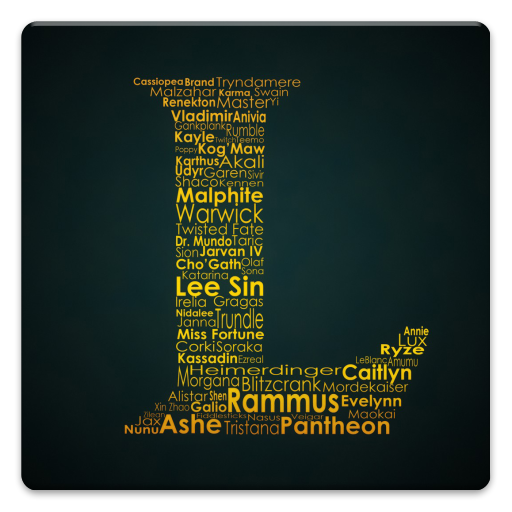 Cassiopea Brand Tryndamere
Malzahar Karma Swain
Renekton Master Yi
Vladimir Anivia
Gankplank Rumble
Kayle Twitch Teemo
Poppy Kog'Maw
Karthus Akali
Udyr Garen Sivir
Shaco Kennen
Malphite
Warwick
Twisted Fate
Dr. Mundo Taric
Sion Jarvan IV
Cho'Gath Olaf
Katarina Sona
Lee Sin
Irelia Gragas
Nidalee Trundle
Janna
Miss Fortune
Corki Soraka
Kassadin Ezreal
Annie
Lux
Ryze
LeBlanc Amumu
Heimerdinger Caitlyn
Morgana Blitzcrank Mordekaiser
Alistar Shen Rammus Evelynn
Xin Zhao Galio Maokai
Zilean Fiddlesticks Nasus Veigar
Jax
Nunu Ashe Tristana Pantheon